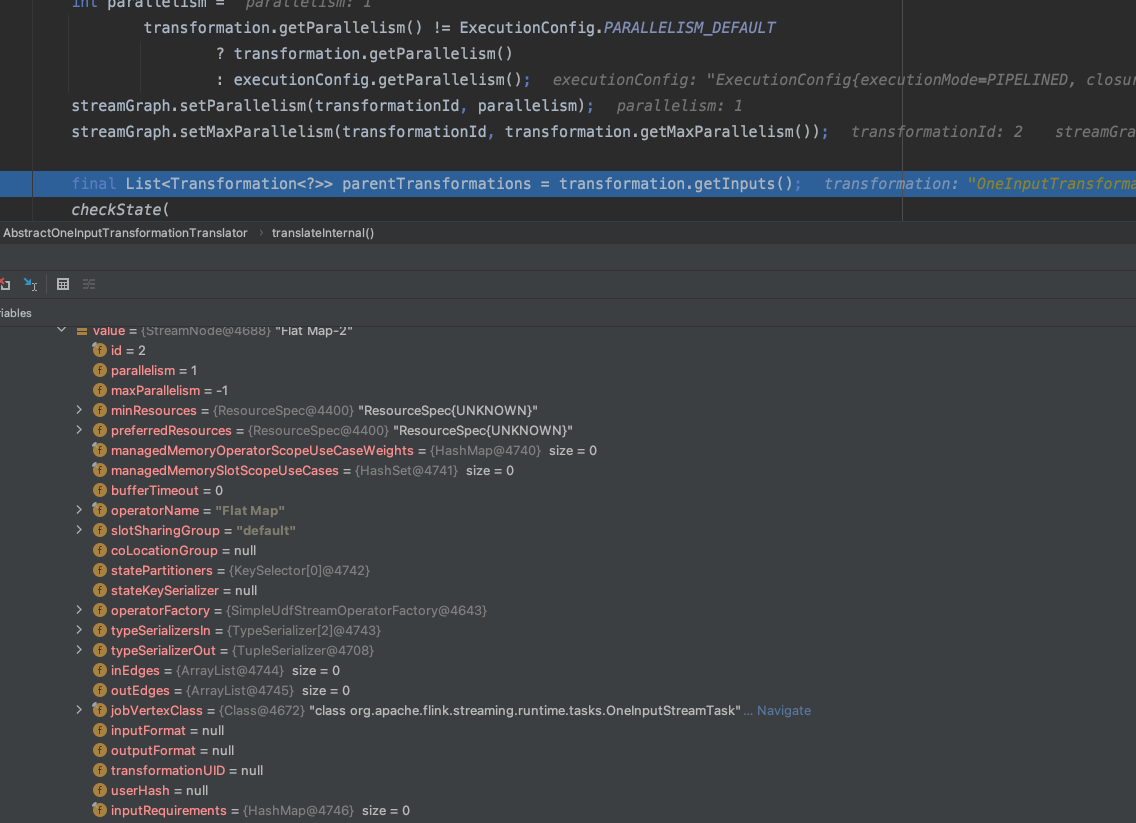 int parallelism = parallelism: 1
transformation.getParallelism() != ExecutionConfig.PARALLELISM_DEFAULT
? transformation.getParallelism()
: executionConfig.getParallelism(); executionConfig: "ExecutionConfig{executionMode=PIPELINED, closur
streamGraph.setParallelism(transformationId, parallelism); parallelism: 1
streamGraph.setMaxParallelism(transformationId, transformation.getMaxParallelism()); transformationId: 2 streamGra
final List<Transformation<?>> parentTransformations = transformation.getInputs(); transformation: "OneInputTransforma
checkState(
AbstractOneInputTransformationTranslator › translateInternal()
riables
value = {StreamNode@4688} "Flat Map-2"
f id = 2
f parallelism = 1
f maxParallelism = -1
f minResources = {ResourceSpec@4400} "ResourceSpec{UNKNOWN}"
f preferredResources = {ResourceSpec@4400} "ResourceSpec{UNKNOWN}"
f managedMemoryOperatorScopeUseCaseWeights = {HashMap@4740} size = 0
f managedMemorySlotScopeUseCases = {HashSet@4741} size = 0
f bufferTimeout = 0
f operatorName = "Flat Map"
f slotSharingGroup = "default"
f coLocationGroup = null
f statePartitioners = {KeySelector[0]@4742}
f stateKeySerializer = null
f operatorFactory = {SimpleUdfStreamOperatorFactory@4643}
f typeSerializersIn = {TypeSerializer[2]@4743}
f typeSerializerOut = {TupleSerializer@4708}
f inEdges = {ArrayList@4744} size = 0
f outEdges = {ArrayList@4745} size = 0
f jobVertexClass = {Class@4672} "class org.apache.flink.streaming.runtime.tasks.OneInputStreamTask"... Navigate
f inputFormat = null
f outputFormat = null
f transformationUID = null
f userHash = null
f inputRequirements = {HashMap@4746} size = 0